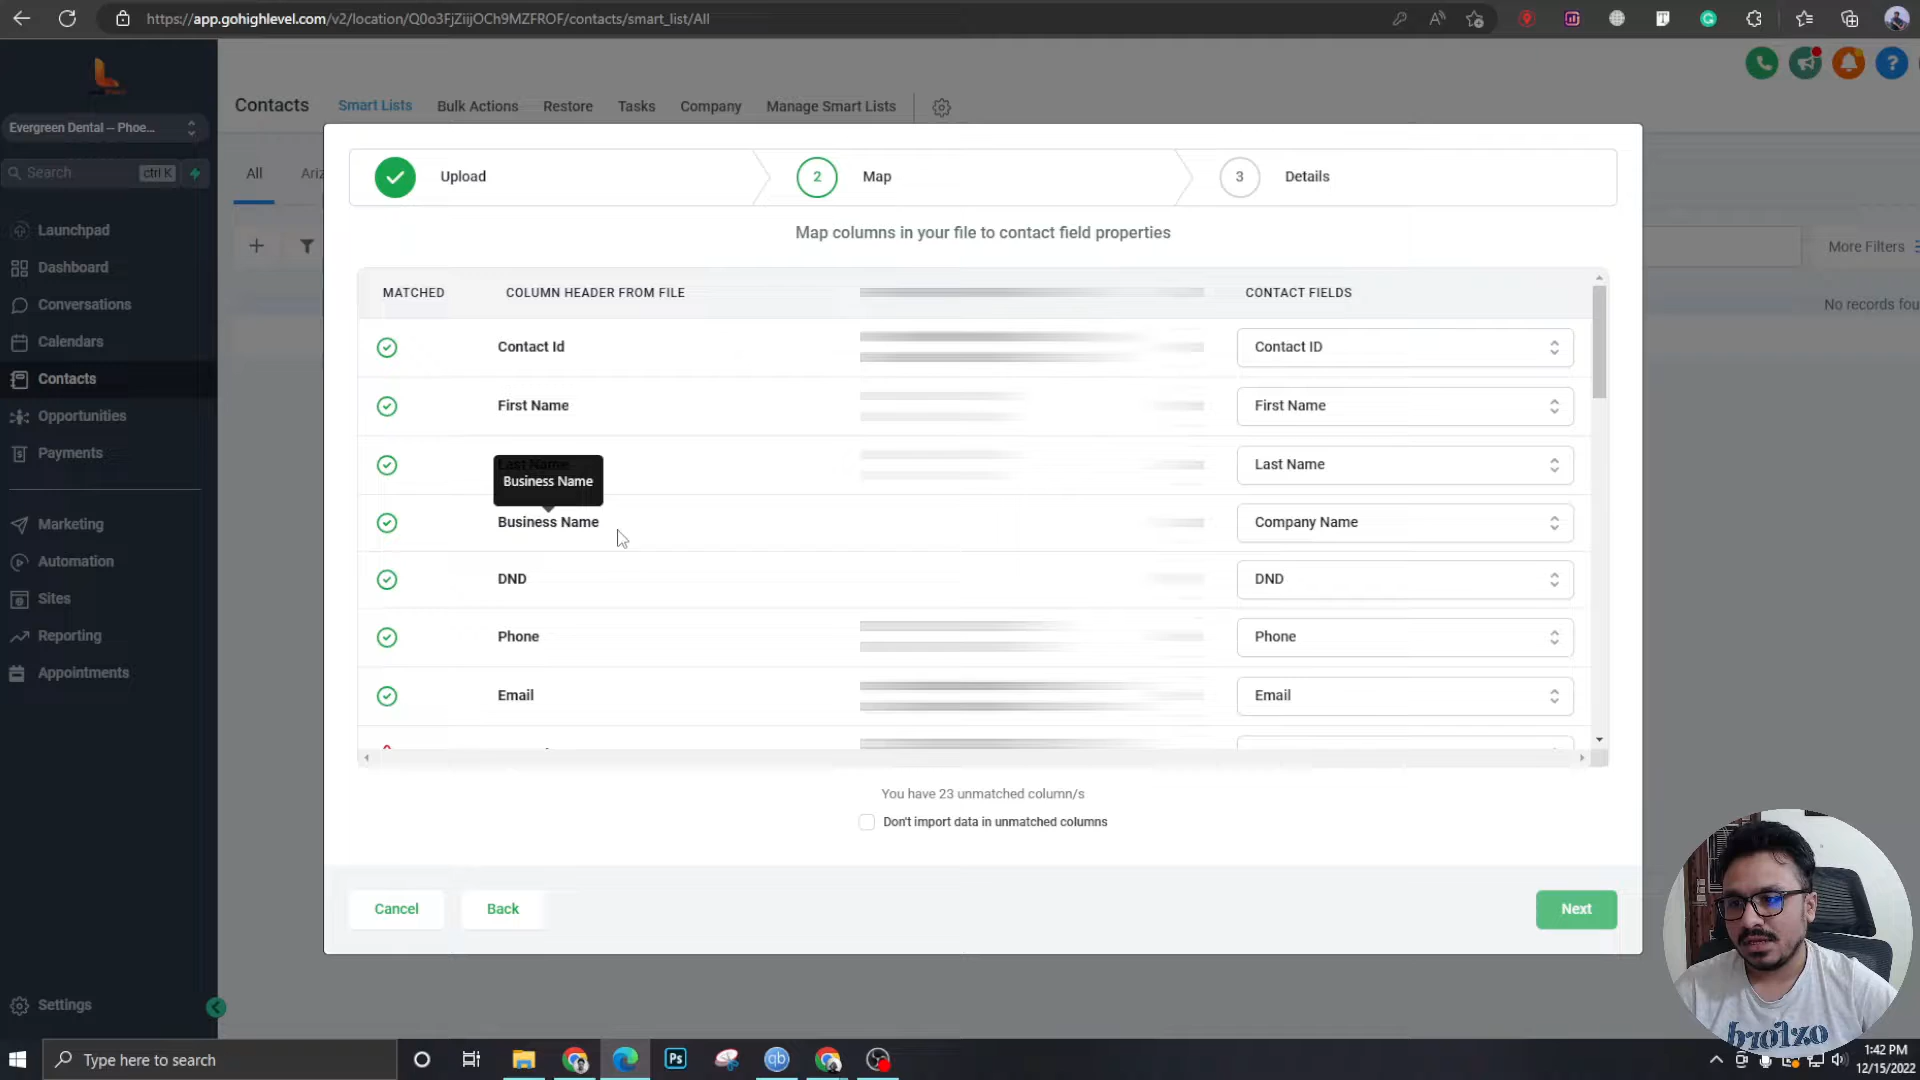 https://app.gohighlevel.com/v2/location/Q0o3FjZiijOCh9MZFROF/contacts/smart_list/All
Contacts
Smart Lists
Bulk Actions
Restore
Tasks
Company
Manage Smart Lists
Evergreen Dental – Phoe...
Search
ctrl K
All
Ariz
Launchpad
Dashboard
Conversations
Calendars
Contacts
Opportunities
Payments
Marketing
Automation
Sites
Reporting
Appointments
Settings
More Filters
No records fou
Upload
2
Map
3
Details
Map columns in your file to contact field properties
MATCHED
COLUMN HEADER FROM FILE
CONTACT FIELDS
Contact Id
Contact ID
First Name
First Name
Last Name
Last Name
Business Name
Business Name
Company Name
DND
DND
Phone
Phone
Email
Email
You have 23 unmatched column/s
Don't import data in unmatched columns
Cancel
Back
Next
Type here to search
Ps
qb
1:42 PM
12/15/2022